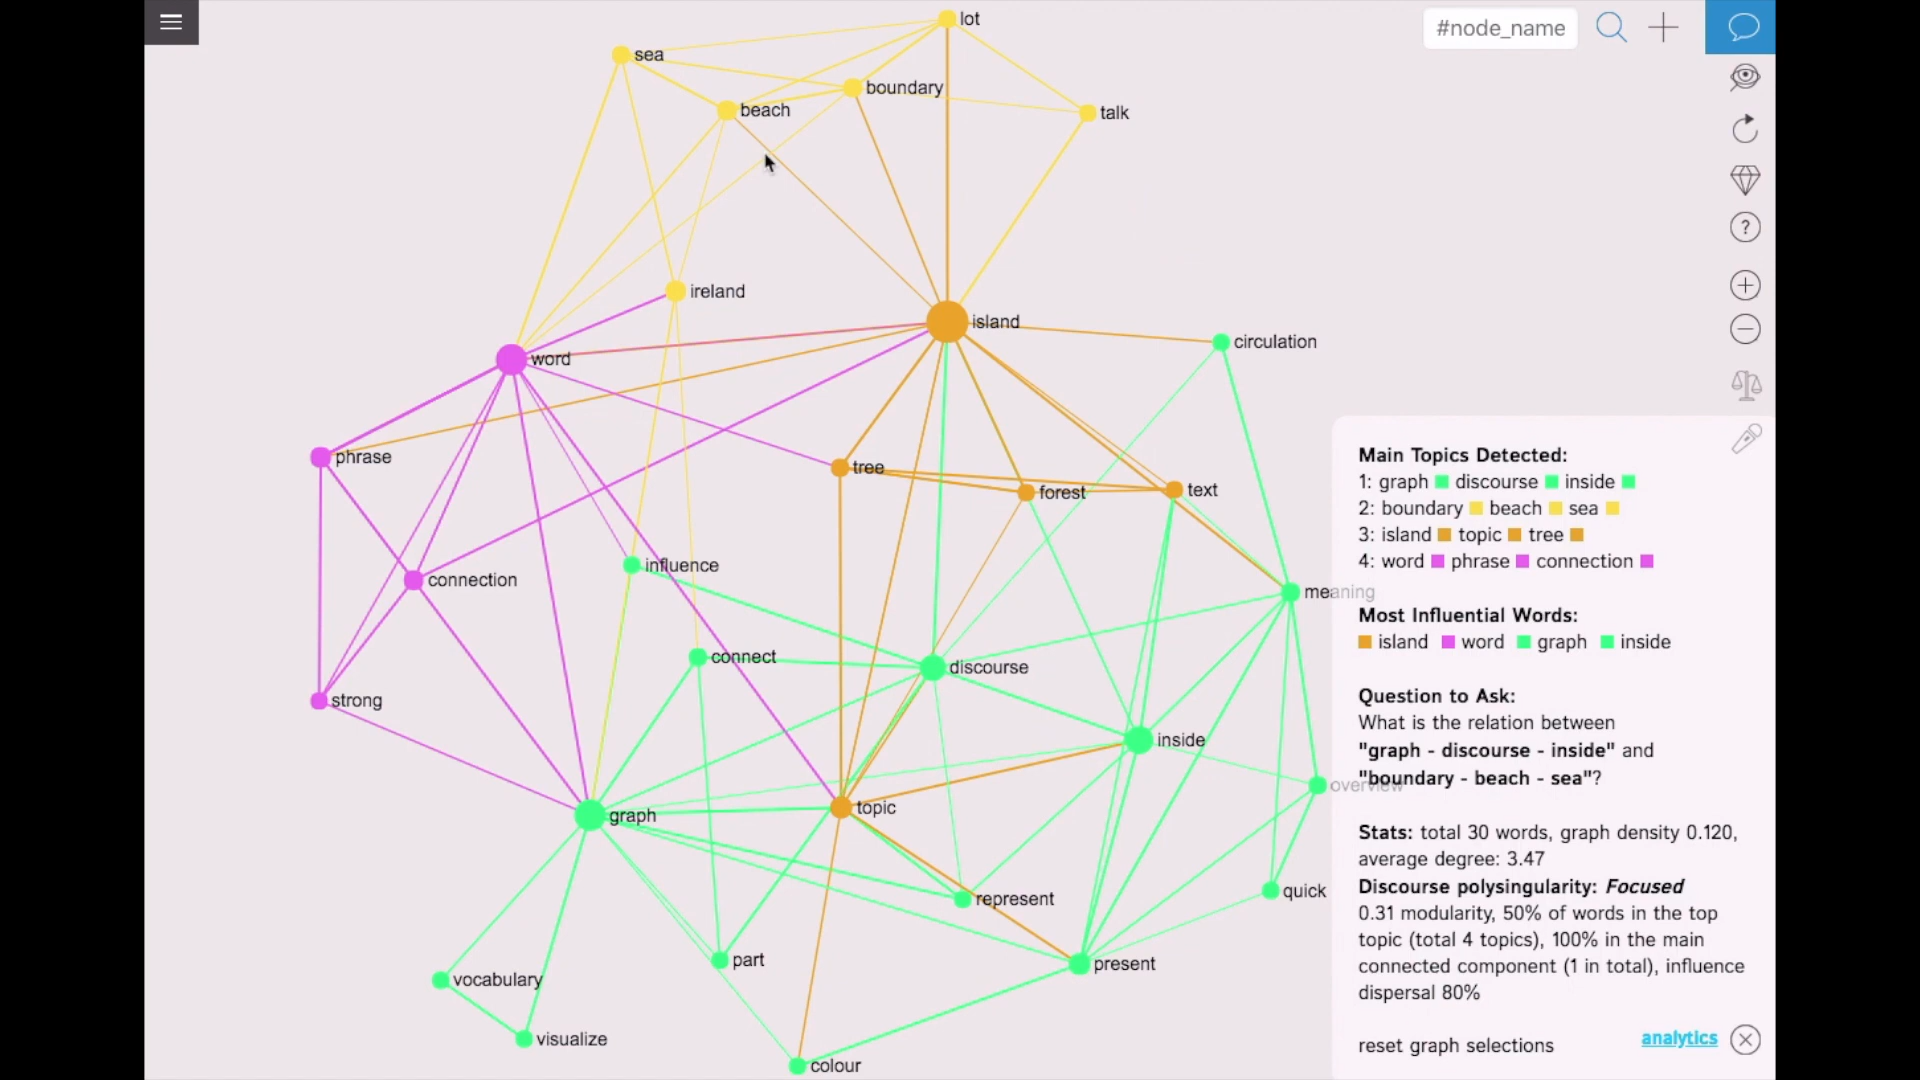 lot
#node_name
sea
boundary
beach
talk
?
ireland
island
circulation
word
phrase
tree
forest
text
influence
connection
meaning
connect
discourse
strong
inside
overview
graph
topic
quick
represent
part
present
vocabulary
visualize
colour
Main Topics Detected:
1: graph discourse inside
2: boundary beach sea
3: island topic tree
4: word phrase connection
Most Influential Words:
island word graph inside
Question to Ask:
What is the relation between
"graph - discourse - inside" and
"boundary - beach - sea"?
Stats: total 30 words, graph density 0.120,
average degree: 3.47
Discourse polysingularity: Focused
0.31 modularity, 50% of words in the top
topic (total 4 topics), 100% in the main
connected component (1 in total), influence
dispersal 80%
reset graph selections
analytics